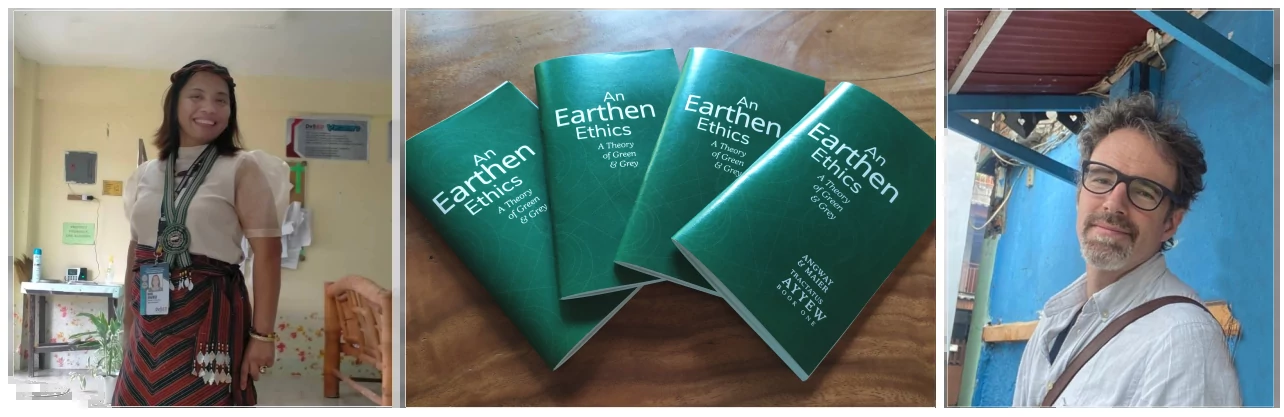 An
Earthen
Ethics
A Theory
of Green
& Grey
An
Earthen
Ethics
A Theory
of Green
& Grey
An
Earthen
Ethics
A Theory
of Green
& Grey
An
Earthen
Ethics
A Theory
of Green
& Grey
ANGWAY
& MAIER
TRACTATUS
AYYEW
BOOK ONE